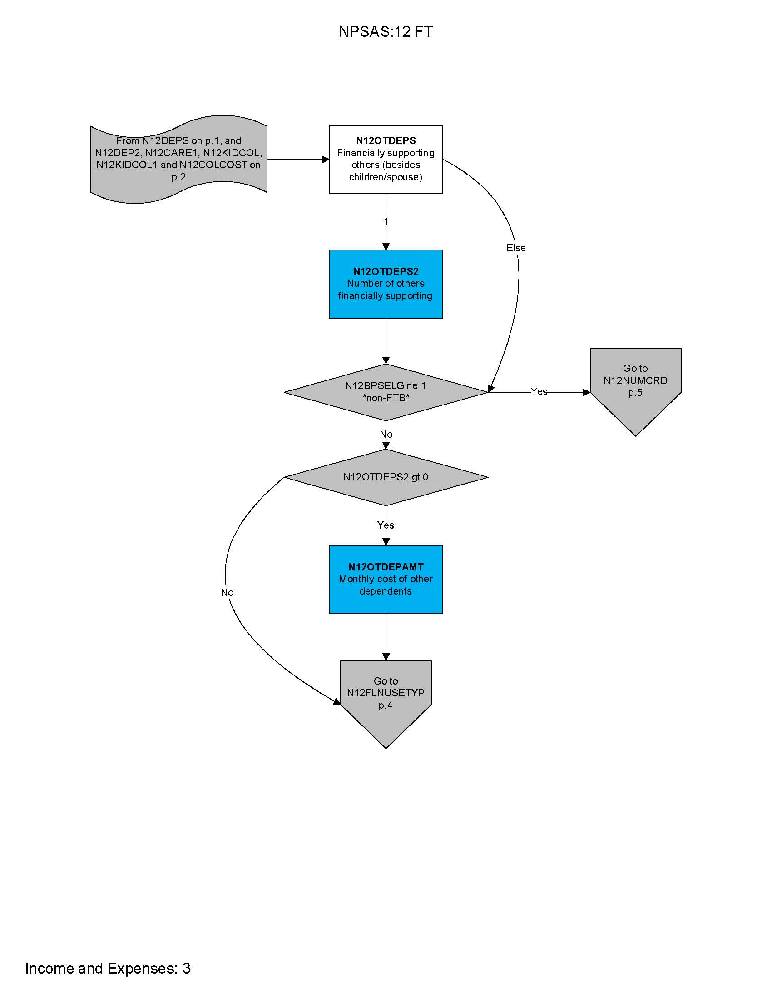 NPSAS:12 FT
From N12DEPS on p.1, and
N12DEP2, N12CARE1, N12KIDCOL,
N12KIDCOL1 and N12COLCOST on
p.2
N12OTDEPS
Financially supporting
others (besides
children/spouse)
1
Else
N12OTDEPS2
Number of others
financially supporting
N12BPSELG ne 1
*non-FTB*
Yes
Go to
N12NUMCRD
p.5
No
N12OTDEPS2 gt 0
Yes
No
N12OTDEPAMT
Monthly cost of other
dependents
Go to
N12FLNUSETYP
p.4
Income and Expenses: 3